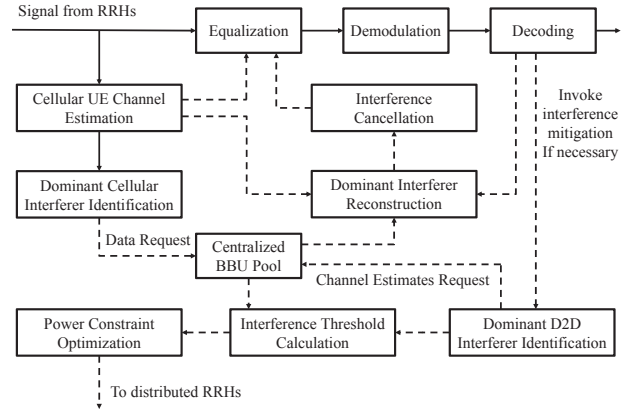 Signal from RRHs
Equalization
Demodulation
Decoding
Cellular UE Channel
Estimation
Interference
Cancellation
Invoke
interference
mitigation
If necessary
Dominant Cellular
Interferer Identification
Dominant Interferer
Reconstruction
Data Request
Centralized
BBU Pool
Channel Estimates Request
Power Constraint
Optimization
Interference Threshold
Calculation
Dominant D2D
Interferer Identification
To distributed RRHs